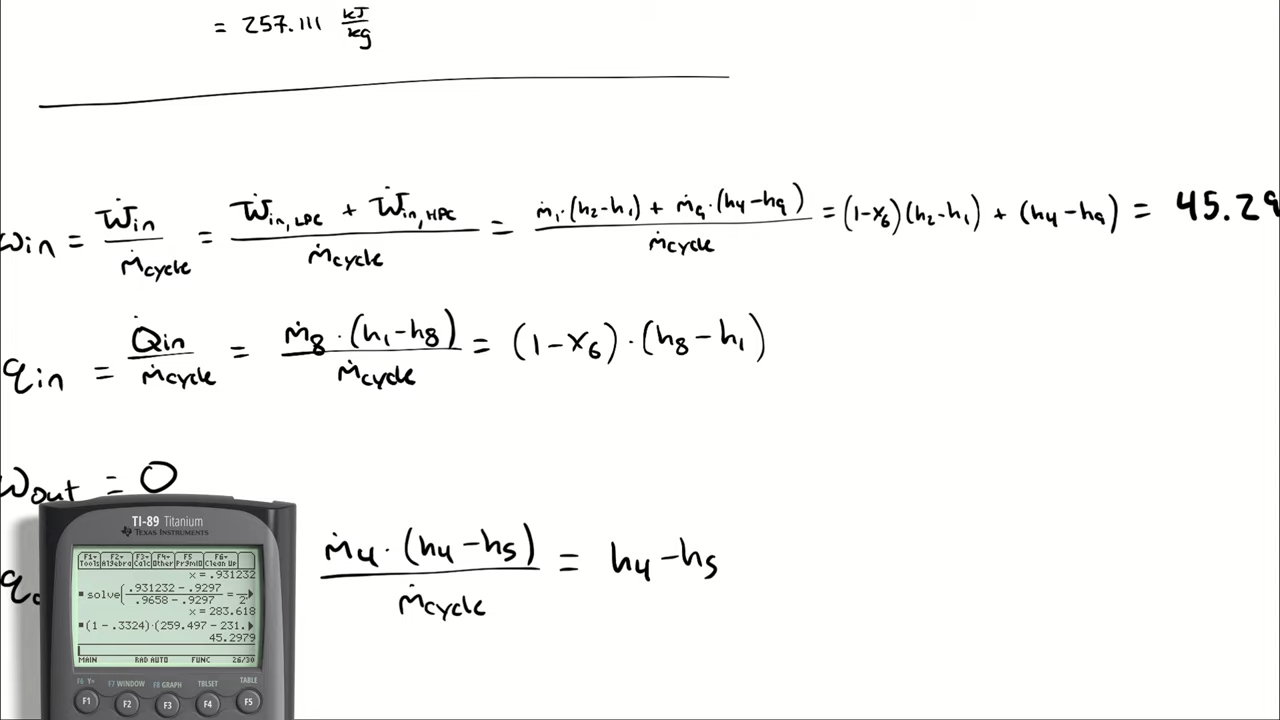 = 257.111 kJ/kg
win = Ẇin/ṁcycle = (Ẇin,LPC + Ẇin,HPC)/ṁcycle = (ṁ1·(h2-h1) + ṁ9·(h4-h9))/ṁcycle = (1-x6)(h2-h1) + (h4-h9) = 45.29
qin = Q̇in/ṁcycle = ṁ8·(h1-h8)/ṁcycle = (1-x6)·(h8-h1)
wout = 0
ṁ4·(h4-h5)/ṁcycle = h4-h5
TI-89 Titanium
TEXAS INSTRUMENTS
F1 F2 F3 F4 F5 F6
Tools Algebra Calc Other PrgmIO Clean Up
x = .931232
solve((.931232 - .9297)/(.9658 - .9297) =
x = 283.618
(1 - .3324)·(259.497 - 231.
45.2979
MAIN RAD AUTO FUNC 26/30
F6 Y= F7 WINDOW F8 GRAPH TBLSET TABLE
F1 F2 F3 F4 F5